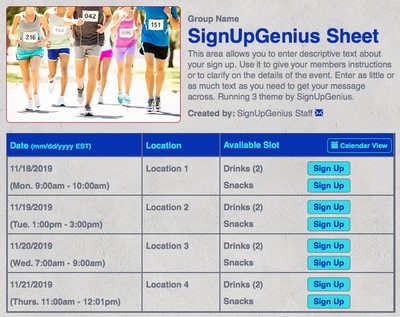 216
164
042
096
151
Group Name
SignUpGenius Sheet
This area allows you to enter descriptive text about
your sign up. Use it to give your members instructions
or to clarify on the details of the event. Enter as little or
as much text as you need to get your message
across. Running 3 theme by SignUpGenius.
Created by: SignUpGenius Staff
Date (mm/dd/yyyy EST) Location Available Slot Calendar View
11/18/2019 Location 1 Drinks (2) Sign Up
(Mon. 9:00am - 10:00am) Snacks Sign Up
11/19/2019 Location 2 Drinks (2) Sign Up
(Tue. 1:00pm - 3:00pm) Snacks Sign Up
11/20/2019 Location 3 Drinks (2) Sign Up
(Wed. 7:00am - 9:00am) Snacks Sign Up
11/21/2019 Location 4 Drinks (2) Sign Up
(Thurs. 11:00am - 12:01pm) Snacks Sign Up